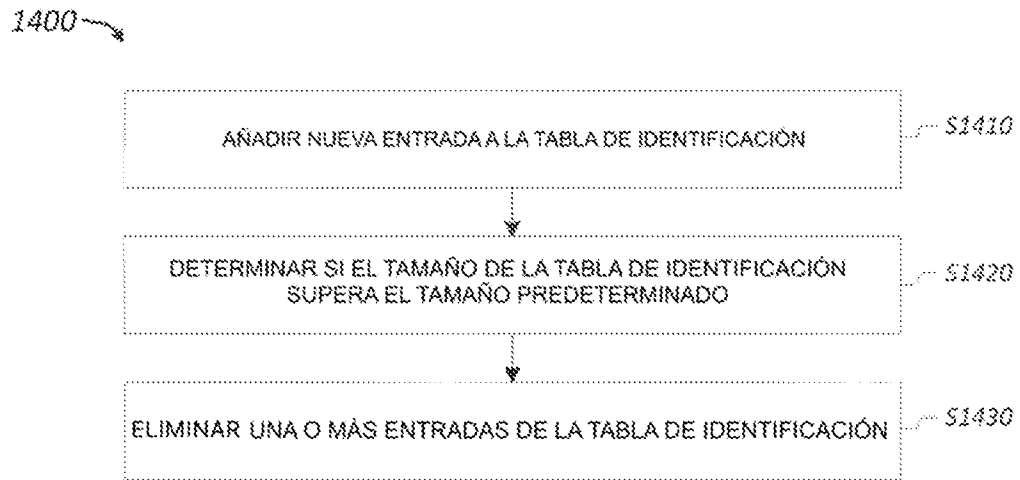 1400
AÑADIR NUEVA ENTRADA A LA TABLA DE IDENTIFICACIÓN
S1410
DETERMINAR SI EL TAMAÑO DE LA TABLA DE IDENTIFICACIÓN
SUPERA EL TAMAÑO PREDETERMINADO
S1420
ELIMINAR UNA O MÁS ENTRADAS DE LA TABLA DE IDENTIFICACIÓN
S1430